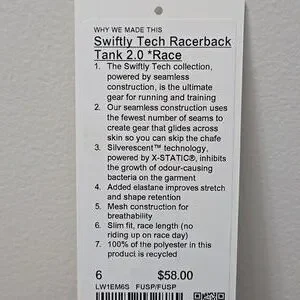 WHY WE MADE THIS
Swiftly Tech Racerback
Tank 2.0 *Race
1. The Swiftly Tech collection,
powered by seamless
construction, is the ultimate
gear for running and training
2. Our seamless construction uses
the fewest number of seams to
create gear that glides across
skin so you can skip the chafe
3. Silverescent™ technology,
powered by X-STATIC®, inhibits
the growth of odour-causing
bacteria on the garment
4. Added elastane improves stretch
and shape retention
5. Mesh construction for
breathability
6. Slim fit, race length (no
riding up on race day)
7. 100% of the polyester in this
product is recycled
6 $58.00
LW1EM6S FUSP/FUSP